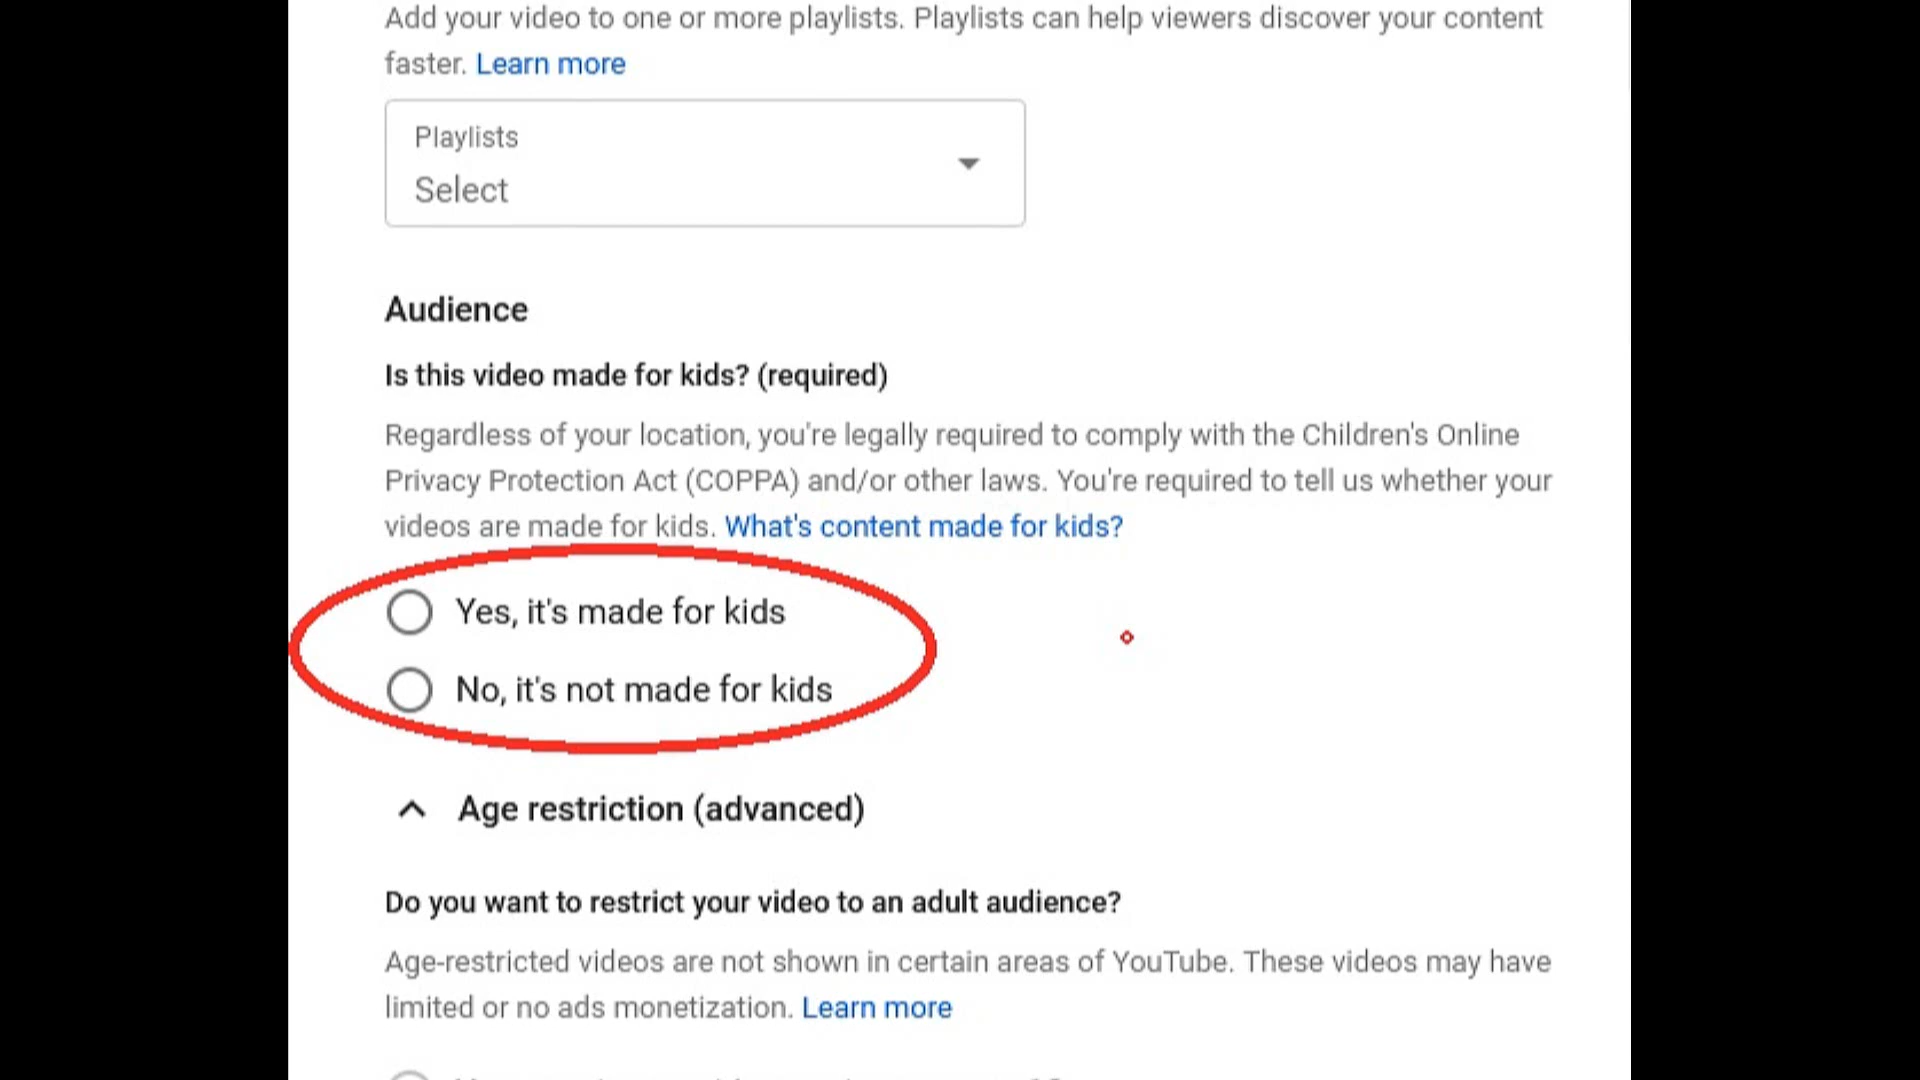 Add your video to one or more playlists. Playlists can help viewers discover your content
faster. Learn more
Playlists
Select
Audience
Is this video made for kids? (required)
Regardless of your location, you're legally required to comply with the Children's Online
Privacy Protection Act (COPPA) and/or other laws. You're required to tell us whether your
videos are made for kids. What's content made for kids?
Yes, it's made for kids
No, it's not made for kids
Age restriction (advanced)
Do you want to restrict your video to an adult audience?
Age-restricted videos are not shown in certain areas of YouTube. These videos may have
limited or no ads monetization. Learn more